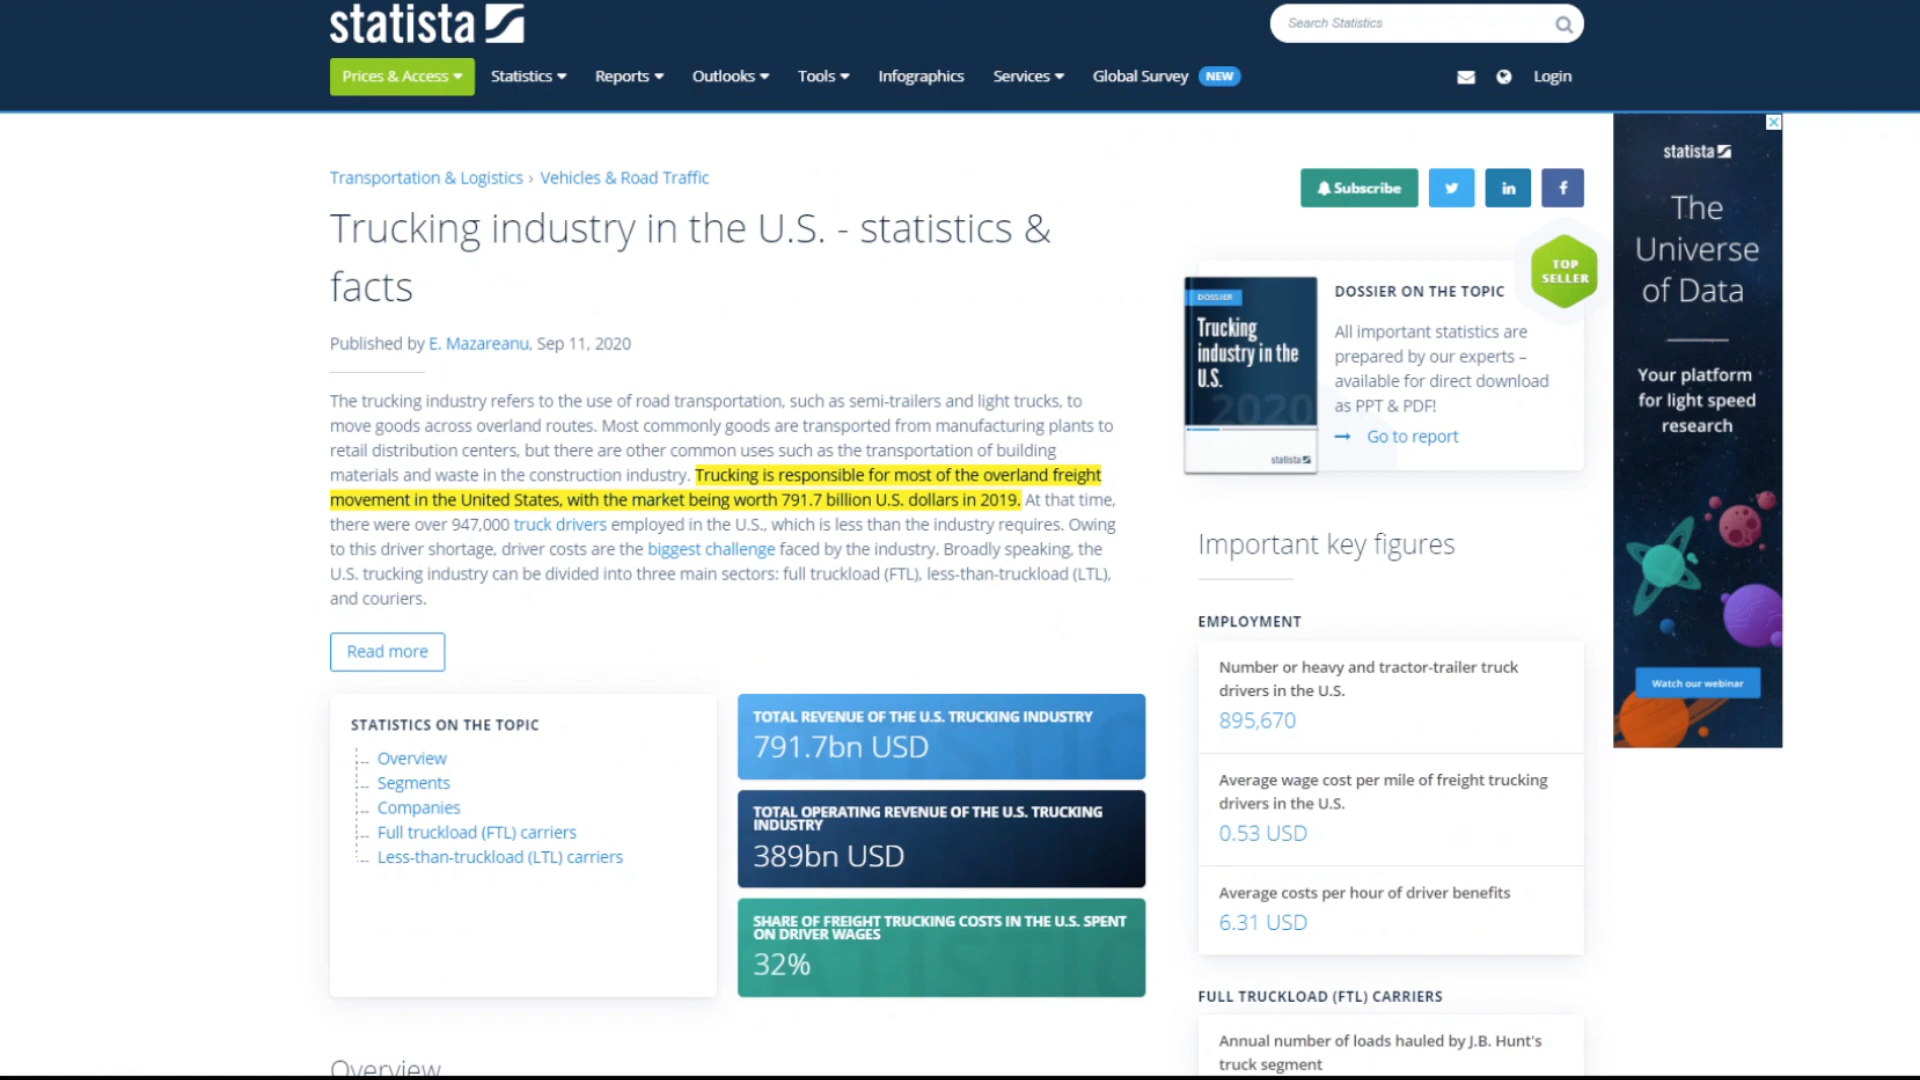 statista
Search Statistics
Prices & Access Statistics Reports Outlooks Tools Infographics Services Global Survey NEW Login
Transportation & Logistics › Vehicles & Road Traffic
Trucking industry in the U.S. - statistics &
facts
Published by E. Mazareanu, Sep 11, 2020
The trucking industry refers to the use of road transportation, such as semi-trailers and light trucks, to
move goods across overland routes. Most commonly goods are transported from manufacturing plants to
retail distribution centers, but there are other common uses such as the transportation of building
materials and waste in the construction industry. Trucking is responsible for most of the overland freight
movement in the United States, with the market being worth 791.7 billion U.S. dollars in 2019. At that time,
there were over 947,000 truck drivers employed in the U.S., which is less than the industry requires. Owing
to this driver shortage, driver costs are the biggest challenge faced by the industry. Broadly speaking, the
U.S. trucking industry can be divided into three main sectors: full truckload (FTL), less-than-truckload (LTL),
and couriers.
Read more
STATISTICS ON THE TOPIC
Overview
Segments
Companies
Full truckload (FTL) carriers
Less-than-truckload (LTL) carriers
TOTAL REVENUE OF THE U.S. TRUCKING INDUSTRY
791.7bn USD
TOTAL OPERATING REVENUE OF THE U.S. TRUCKING
INDUSTRY
389bn USD
SHARE OF FREIGHT TRUCKING COSTS IN THE U.S. SPENT
ON DRIVER WAGES
32%
Overview
Subscribe
DOSSIER
Trucking
industry in the
U.S.
2020
statista
DOSSIER ON THE TOPIC
TOP
SELLER
All important statistics are
prepared by our experts –
available for direct download
as PPT & PDF!
→ Go to report
Important key figures
EMPLOYMENT
Number or heavy and tractor-trailer truck
drivers in the U.S.
895,670
Average wage cost per mile of freight trucking
drivers in the U.S.
0.53 USD
Average costs per hour of driver benefits
6.31 USD
FULL TRUCKLOAD (FTL) CARRIERS
Annual number of loads hauled by J.B. Hunt's
truck segment
statista
The
Universe
of Data
Your platform
for light speed
research
Watch our webinar